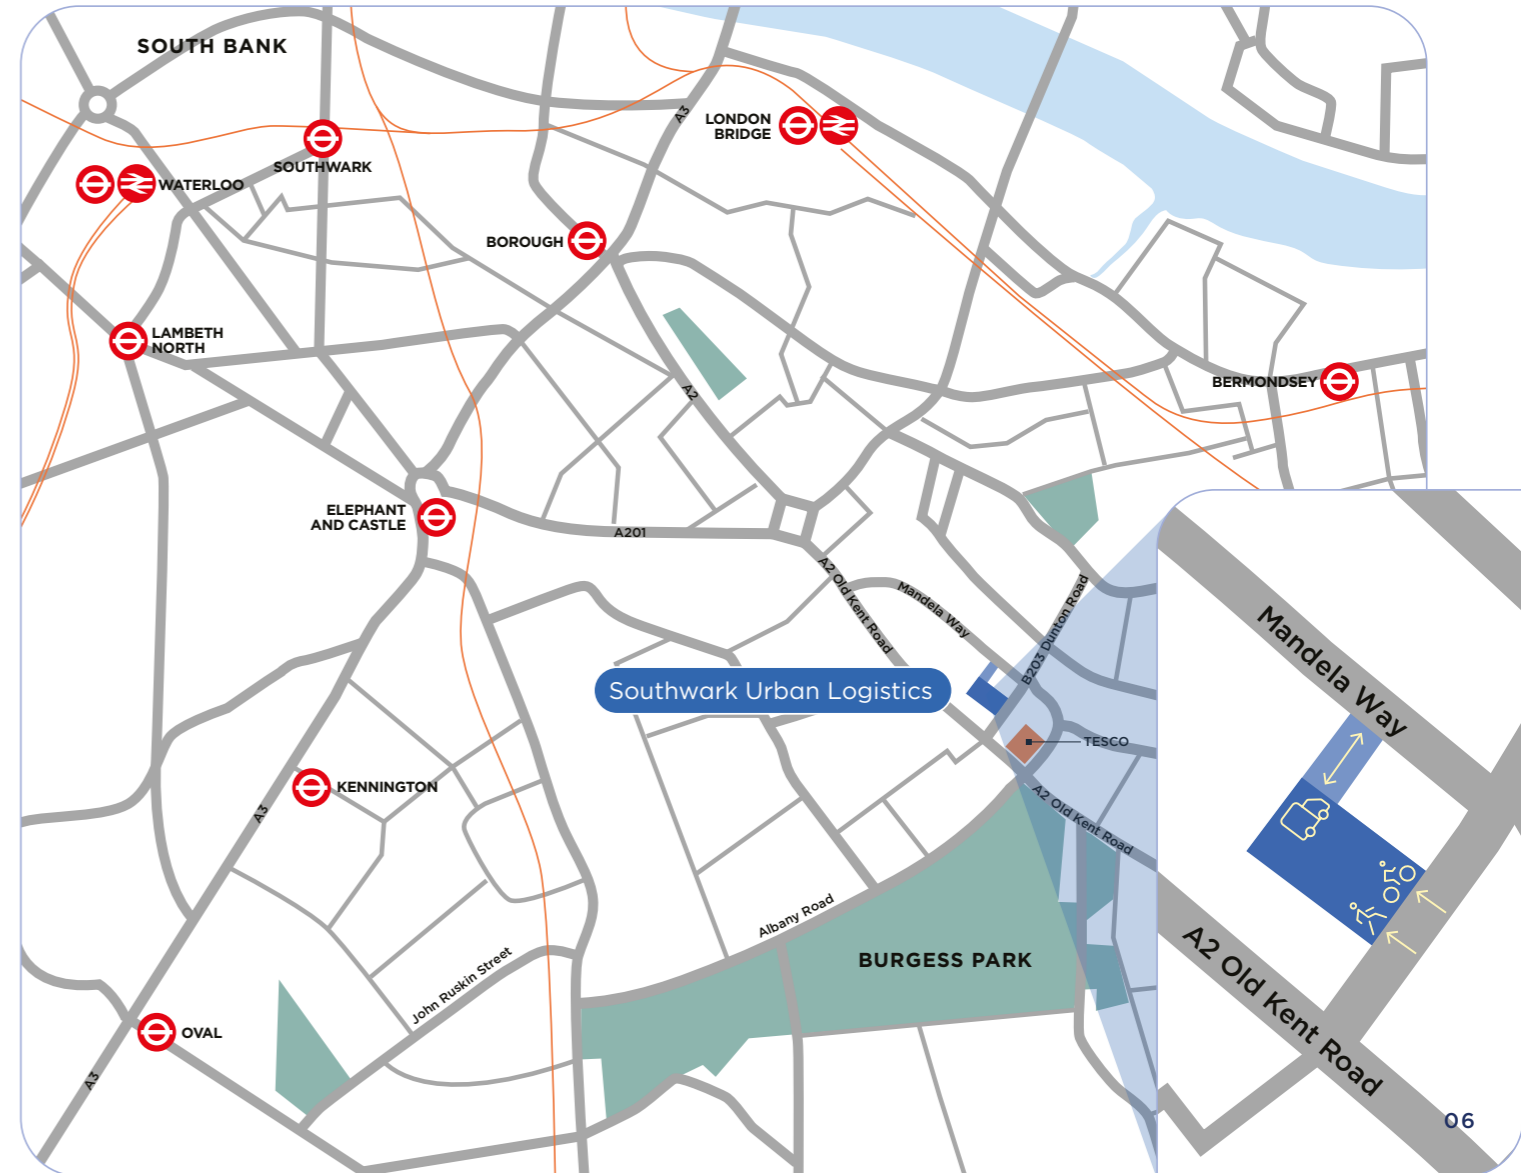 SOUTH BANK
A3
LONDON
BRIDGE
SOUTHWARK
WATERLOO
BOROUGH
LAMBETH
NORTH
BERMONDSEY
A2
ELEPHANT
AND CASTLE
A201
A2 Old Kent Road
Mandela Way
B203 Dunton Road
Southwark Urban Logistics
TESCO
KENNINGTON
A3
A2 Old Kent Road
Albany Road
BURGESS PARK
John Ruskin Street
OVAL
A3
Mandela Way
A2 Old Kent Road
06